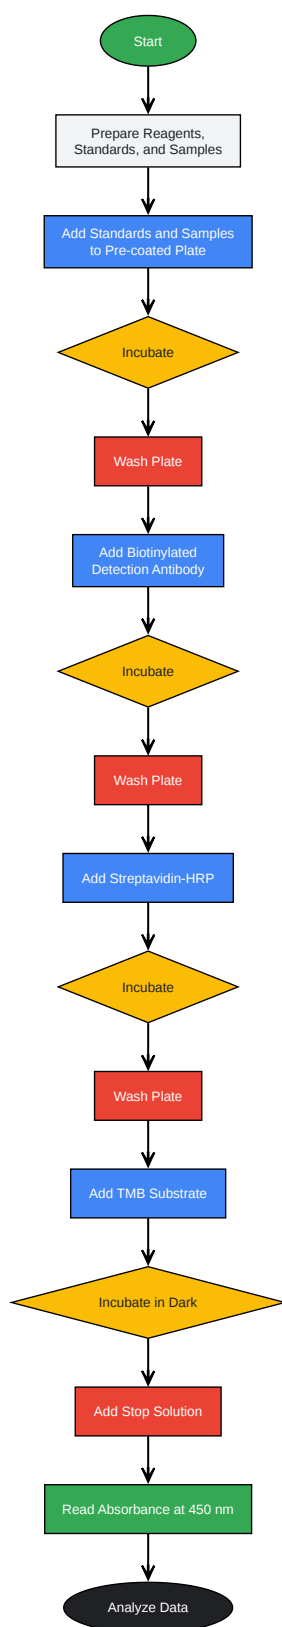 Start
Prepare Reagents,
Standards, and Samples
Add Standards and Samples
to Pre-coated Plate
Incubate
Wash Plate
Add Biotinylated
Detection Antibody
Incubate
Wash Plate
Add Streptavidin-HRP
Incubate
Wash Plate
Add TMB Substrate
Incubate in Dark
Add Stop Solution
Read Absorbance at 450 nm
Analyze Data